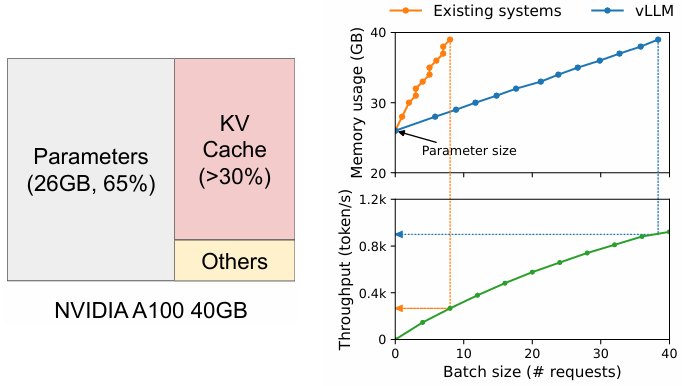 Parameters
(26GB, 65%)
KV
Cache
(>30%)
Others
NVIDIA A100 40GB
Existing systems
vLLM
Memory usage (GB)
40
30
20
Parameter size
Throughput (token/s)
1.2k
0.8k
0.4k
0
0
10
20
30
40
Batch size (# requests)